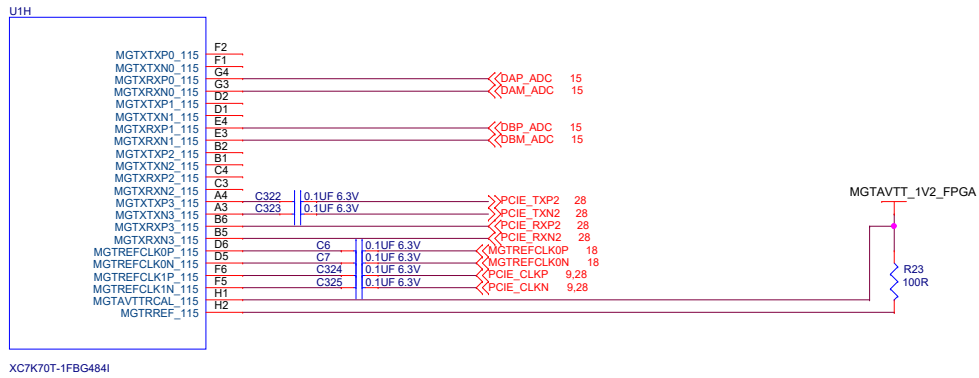 U1H
MGTXTXP0_115 F2
MGTXTXN0_115 F1
MGTXRXP0_115 G4 DAP_ADC 15
MGTXRXN0_115 G3 DAM_ADC 15
MGTXTXP1_115 D2
MGTXTXN1_115 D1
MGTXRXP1_115 E4 DBP_ADC 15
MGTXRXN1_115 E3 DBM_ADC 15
MGTXTXP2_115 B2
MGTXTXN2_115 B1
MGTXRXP2_115 C4
MGTXRXN2_115 C3
MGTXTXP3_115 A4 C322 0.1UF 6.3V PCIE_TXP2 28
MGTXTXN3_115 A3 C323 0.1UF 6.3V PCIE_TXN2 28
MGTXRXP3_115 B6 PCIE_RXP2 28
MGTXRXN3_115 B5 PCIE_RXN2 28
MGTREFCLK0P_115 D6 C6 0.1UF 6.3V MGTREFCLK0P 18
MGTREFCLK0N_115 D5 C7 0.1UF 6.3V MGTREFCLK0N 18
MGTREFCLK1P_115 F6 C324 0.1UF 6.3V PCIE_CLKP 9,28
MGTREFCLK1N_115 F5 C325 0.1UF 6.3V PCIE_CLKN 9,28
MGTAVTTRCAL_115 H1
MGTRREF_115 H2
MGTAVTT_1V2_FPGA
R23
100R
XC7K70T-1FBG484I